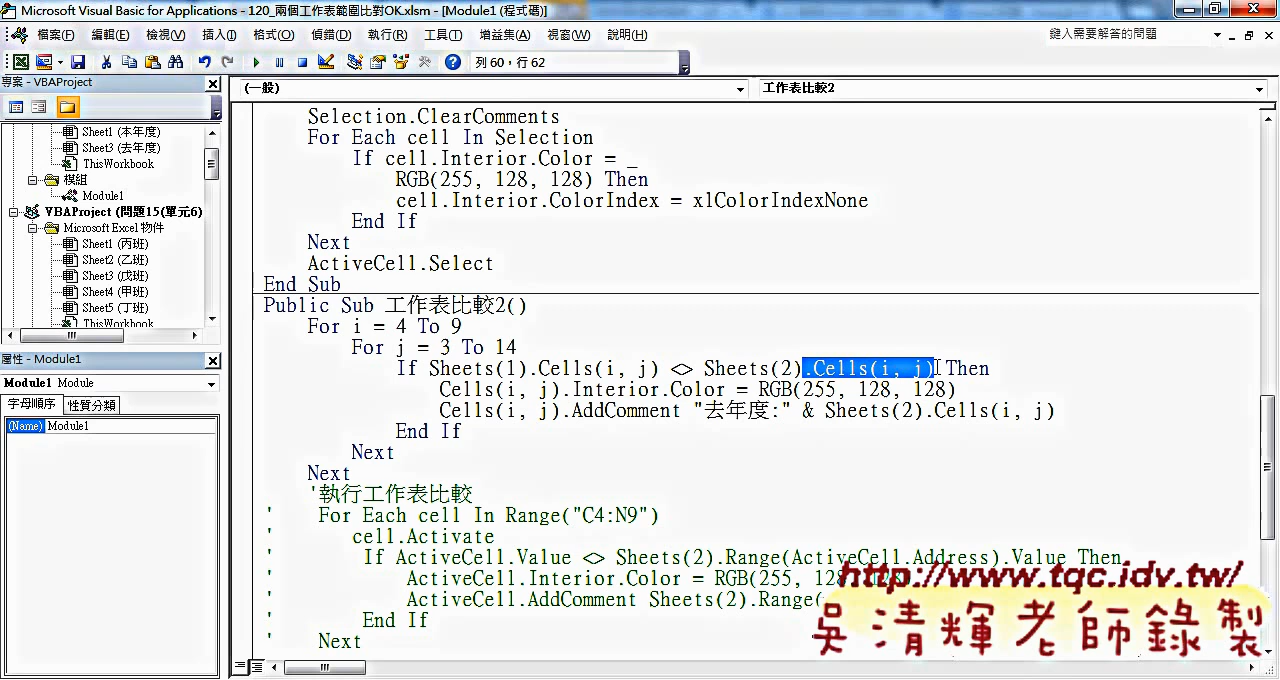 Microsoft Visual Basic for Applications - 120_兩個工作表範圍比對OK.xlsm - [Module1 (程式碼)]
檔案(F) 編輯(E) 檢視(V) 插入(I) 格式(O) 偵錯(D) 執行(R) 工具(T) 增益集(A) 視窗(W) 說明(H) 鍵入需要解答的問題
列 60，行 62
專案 - VBAProject
(一般) 工作表比較2
Sheet1 (本年度)
Sheet3 (去年度)
ThisWorkbook
模組
Module1
VBAProject (問題15(單元6)
Microsoft Excel 物件
Sheet1 (丙班)
Sheet2 (乙班)
Sheet3 (戊班)
Sheet4 (甲班)
Sheet5 (丁班)
ThisWorkbook
屬性 - Module1
Module1 Module
字母順序 性質分類
(Name) Module1
Selection.ClearComments
For Each cell In Selection
If cell.Interior.Color = _
RGB(255, 128, 128) Then
cell.Interior.ColorIndex = xlColorIndexNone
End If
Next
ActiveCell.Select
End Sub
Public Sub 工作表比較2()
For i = 4 To 9
For j = 3 To 14
If Sheets(1).Cells(i, j) <> Sheets(2).Cells(i, j) Then
Cells(i, j).Interior.Color = RGB(255, 128, 128)
Cells(i, j).AddComment "去年度:" & Sheets(2).Cells(i, j)
End If
Next
Next
'執行工作表比較
' For Each cell In Range("C4:N9")
' cell.Activate
' If ActiveCell.Value <> Sheets(2).Range(ActiveCell.Address).Value Then
' ActiveCell.Interior.Color = RGB(255, 128, 128)
' ActiveCell.AddComment Sheets(2).Range(
' End If
' Next
http://www.tqc.idv.tw/
吳清輝老師錄製